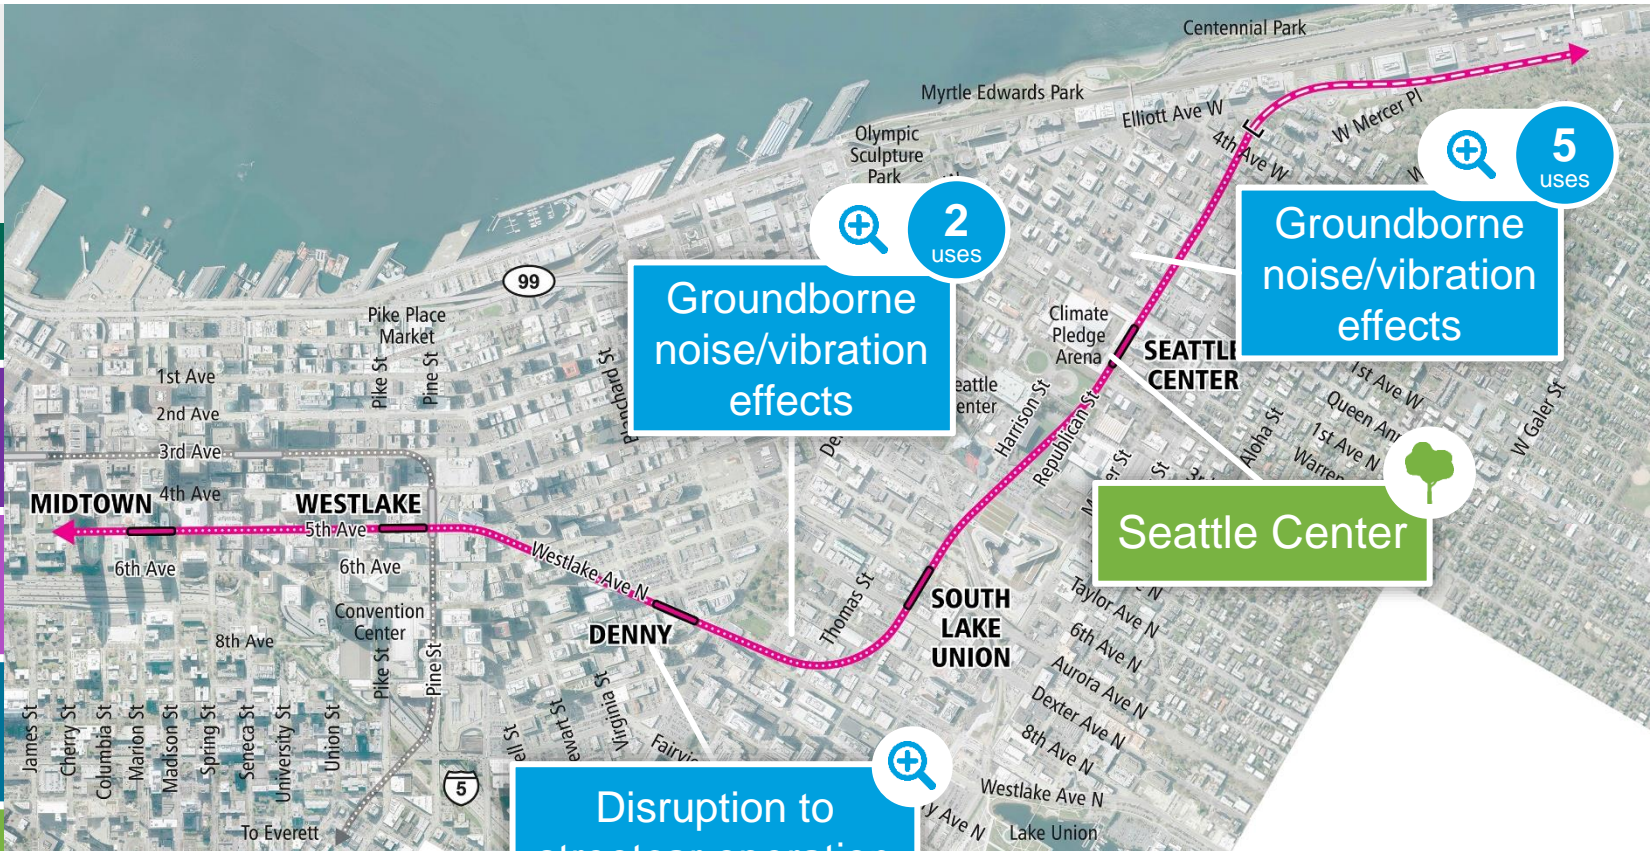 Centennial Park
Myrtle Edwards Park
Elliott Ave W
W Mercer Pl
4th Ave W
Olympic
Sculpture
Park
5
uses
2
uses
Groundborne
noise/vibration
effects
Groundborne
noise/vibration
effects
99
Pike Place
Market
Climate
Pledge
Arena
SEATTLE
CENTER
1st Ave
2nd Ave
3rd Ave
4th Ave
5th Ave
6th Ave
6th Ave
8th Ave
Pike St
Pine St
Harrison St
Republican St
Aloha St
1st Ave W
1st Ave N
Warren
W Galer St
MIDTOWN
WESTLAKE
Westlake Ave N
Seattle Center
DENNY
Thomas St
SOUTH
LAKE
UNION
Taylor Ave N
6th Ave N
Aurora Ave N
Dexter Ave N
8th Ave N
Westlake Ave N
Lake Union
Convention
Center
Pike St
Pine St
James St
Cherry St
Columbia St
Marion St
Madison St
Spring St
Seneca St
University St
Union St
Virginia St
5
To Everett
Disruption to
streetcar operation